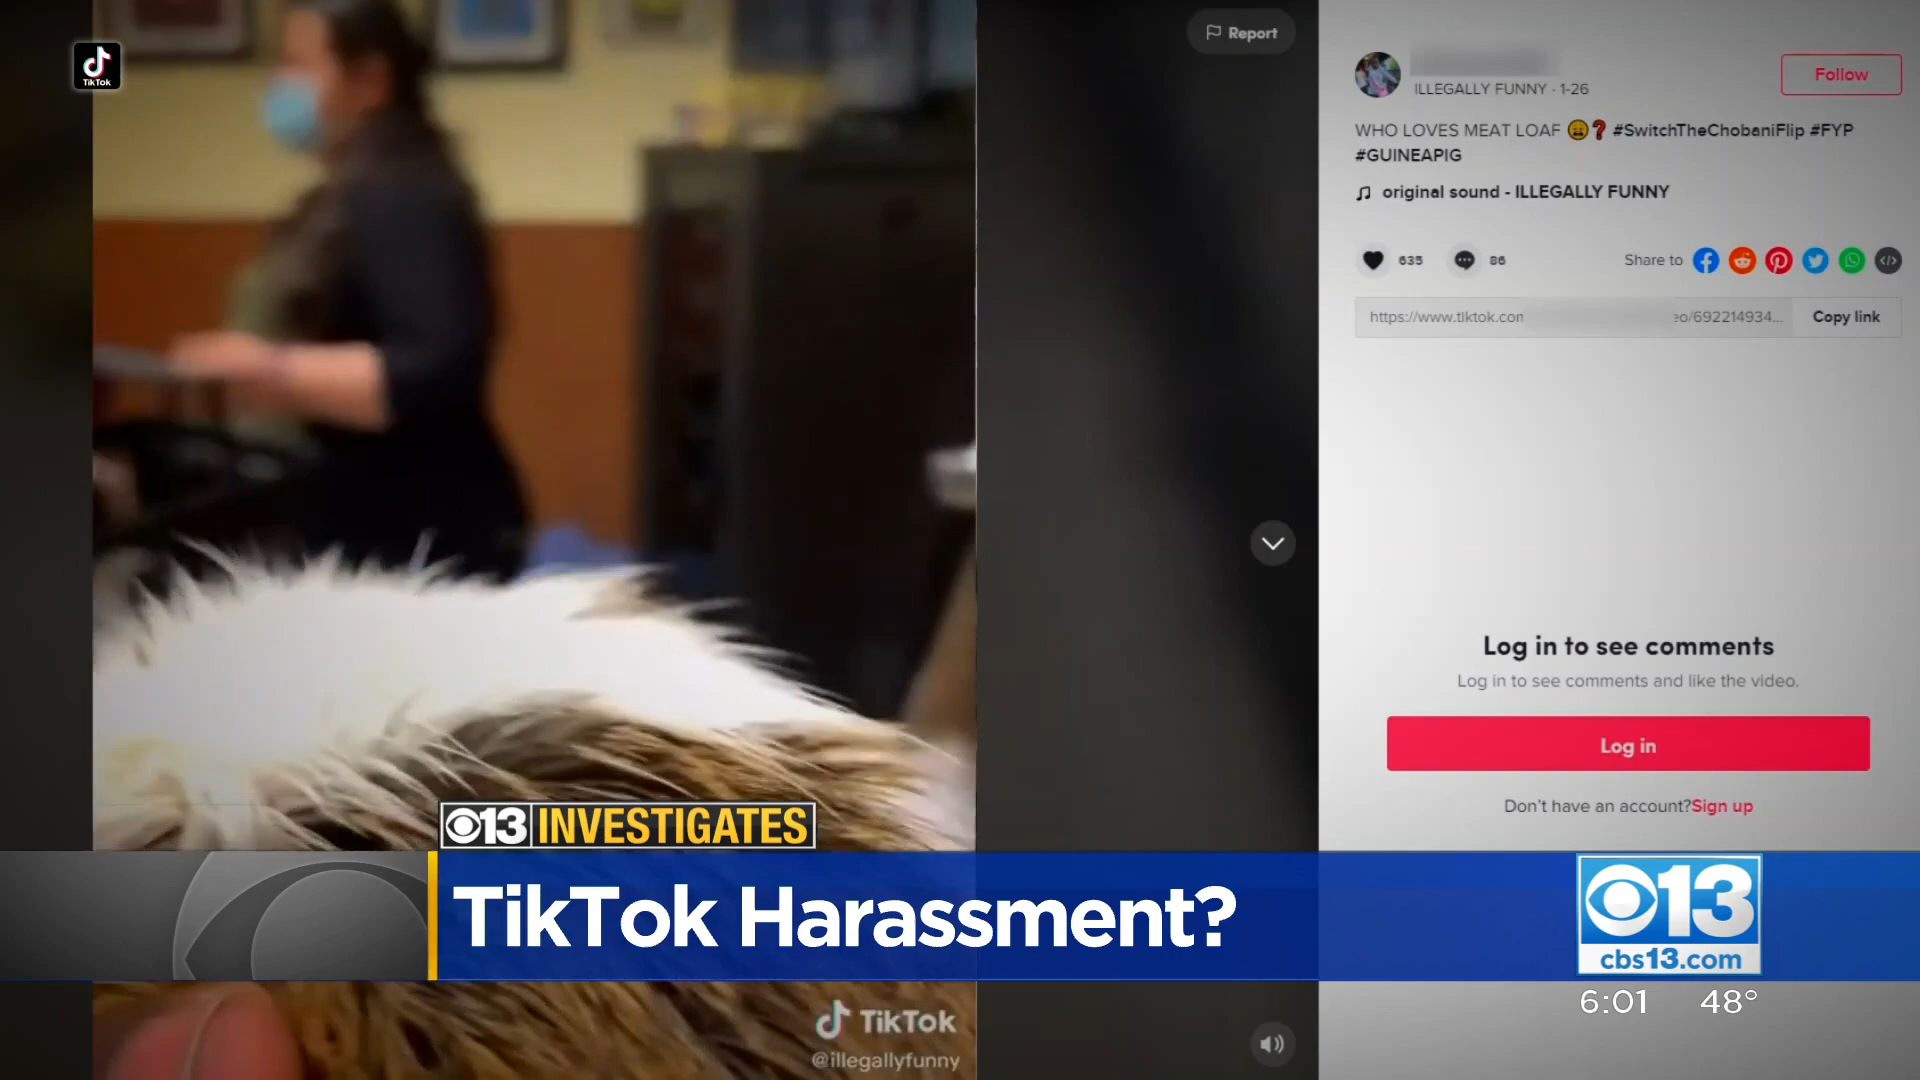 TikTok
Report
ILLEGALLY FUNNY · 1-26
Follow
WHO LOVES MEAT LOAF 😩❓ #SwitchTheChobaniFlip #FYP
#GUINEAPIG
♫ original sound - ILLEGALLY FUNNY
635
86
Share to
https://www.tiktok.com
eo/692214934...
Copy link
Log in to see comments
Log in to see comments and like the video.
Log in
Don't have an account? Sign up
13 INVESTIGATES
TikTok Harassment?
13
cbs13.com
6:01 48°
TikTok
@illegallyfunny